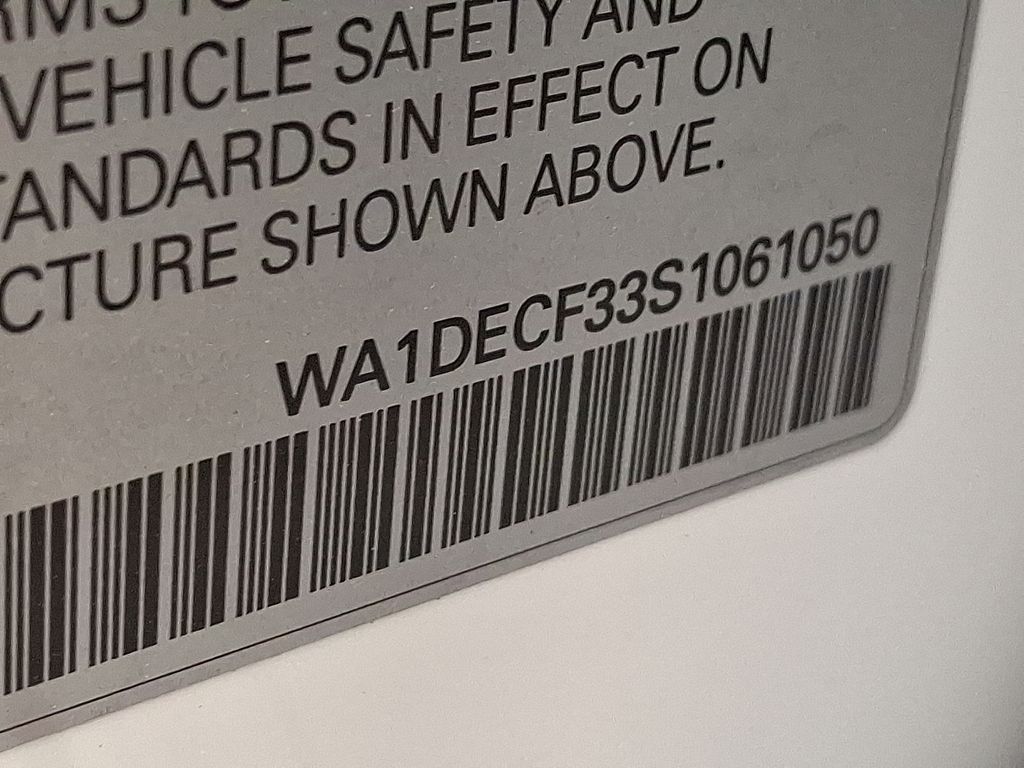 VEHICLE SAFETY AND
STANDARDS IN EFFECT ON
CTURE SHOWN ABOVE.
WA1DECF33S1061050